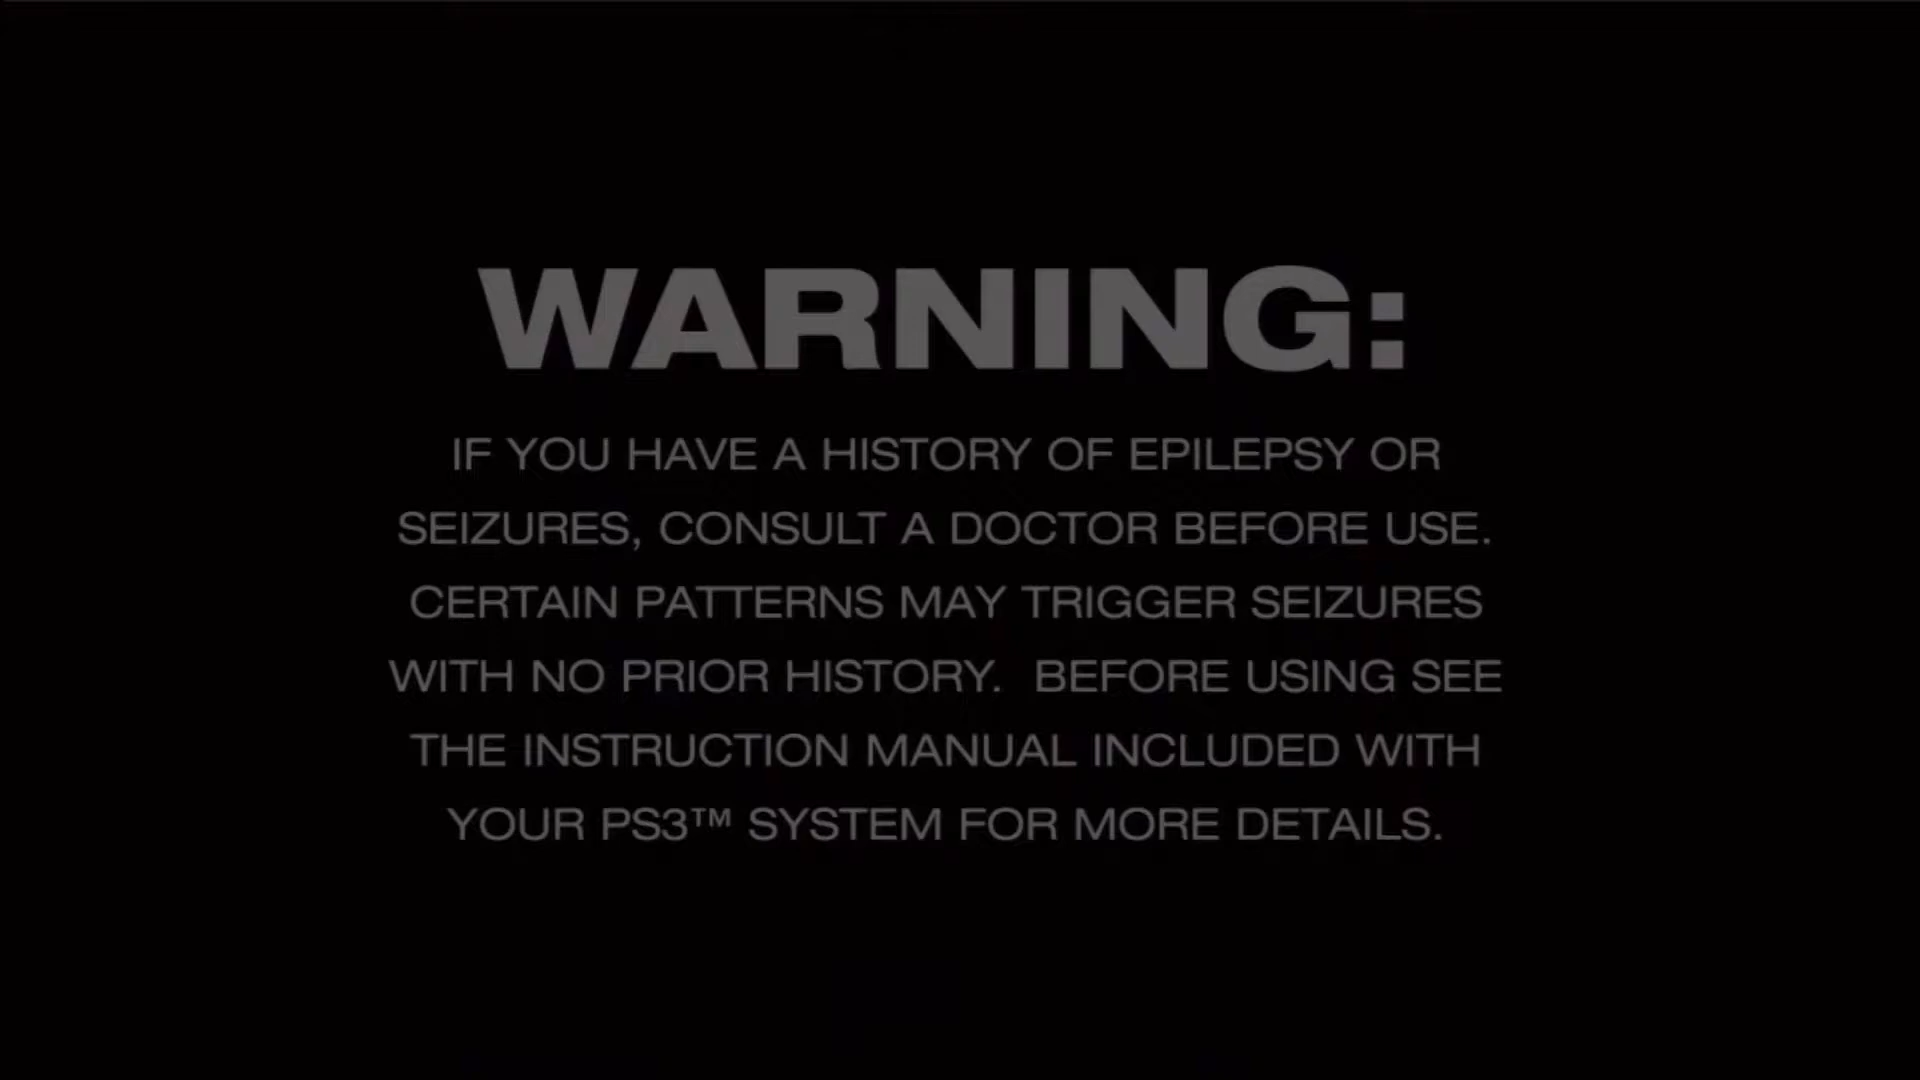 WARNING:
IF YOU HAVE A HISTORY OF EPILEPSY OR
SEIZURES, CONSULT A DOCTOR BEFORE USE.
CERTAIN PATTERNS MAY TRIGGER SEIZURES
WITH NO PRIOR HISTORY.  BEFORE USING SEE
THE INSTRUCTION MANUAL INCLUDED WITH
YOUR PS3™ SYSTEM FOR MORE DETAILS.